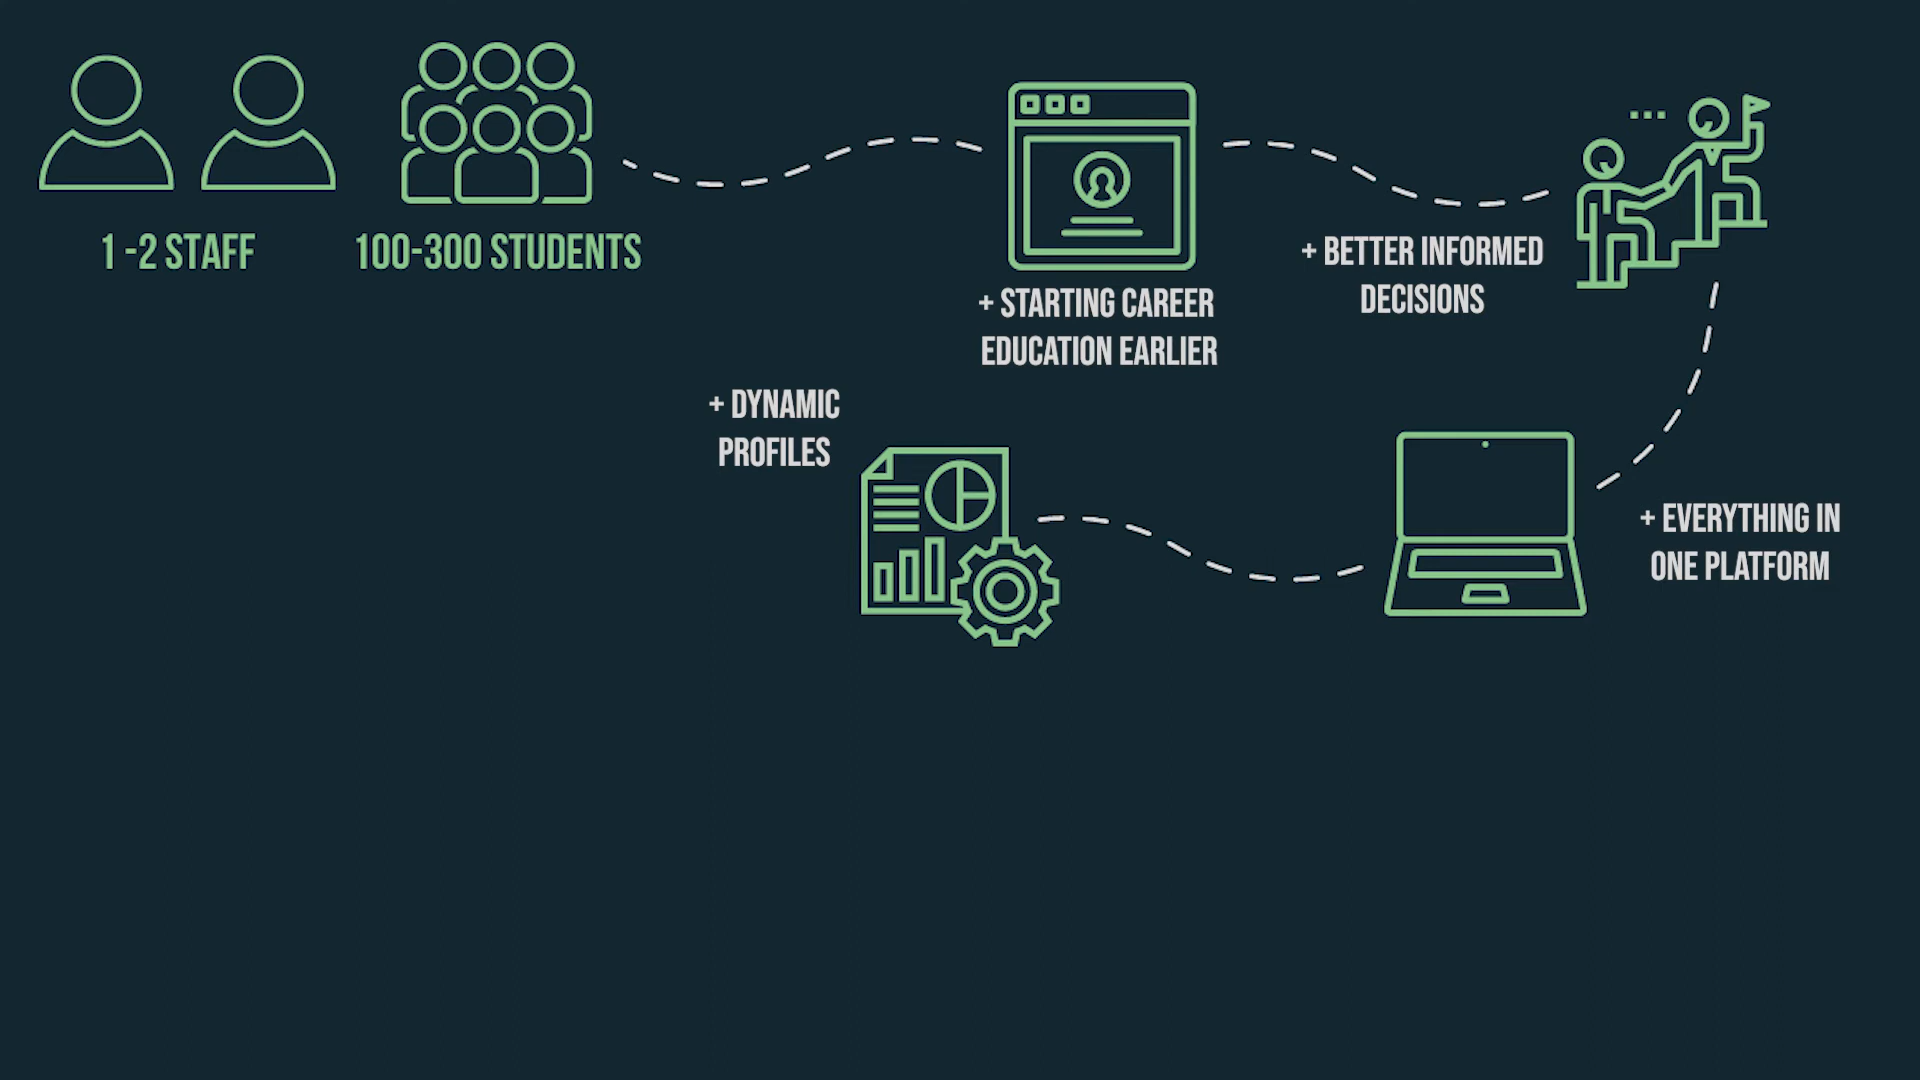 1 -2 STAFF
100-300 STUDENTS
+ STARTING CAREER
EDUCATION EARLIER
+ BETTER INFORMED
DECISIONS
+ EVERYTHING IN
ONE PLATFORM
+ DYNAMIC
PROFILES